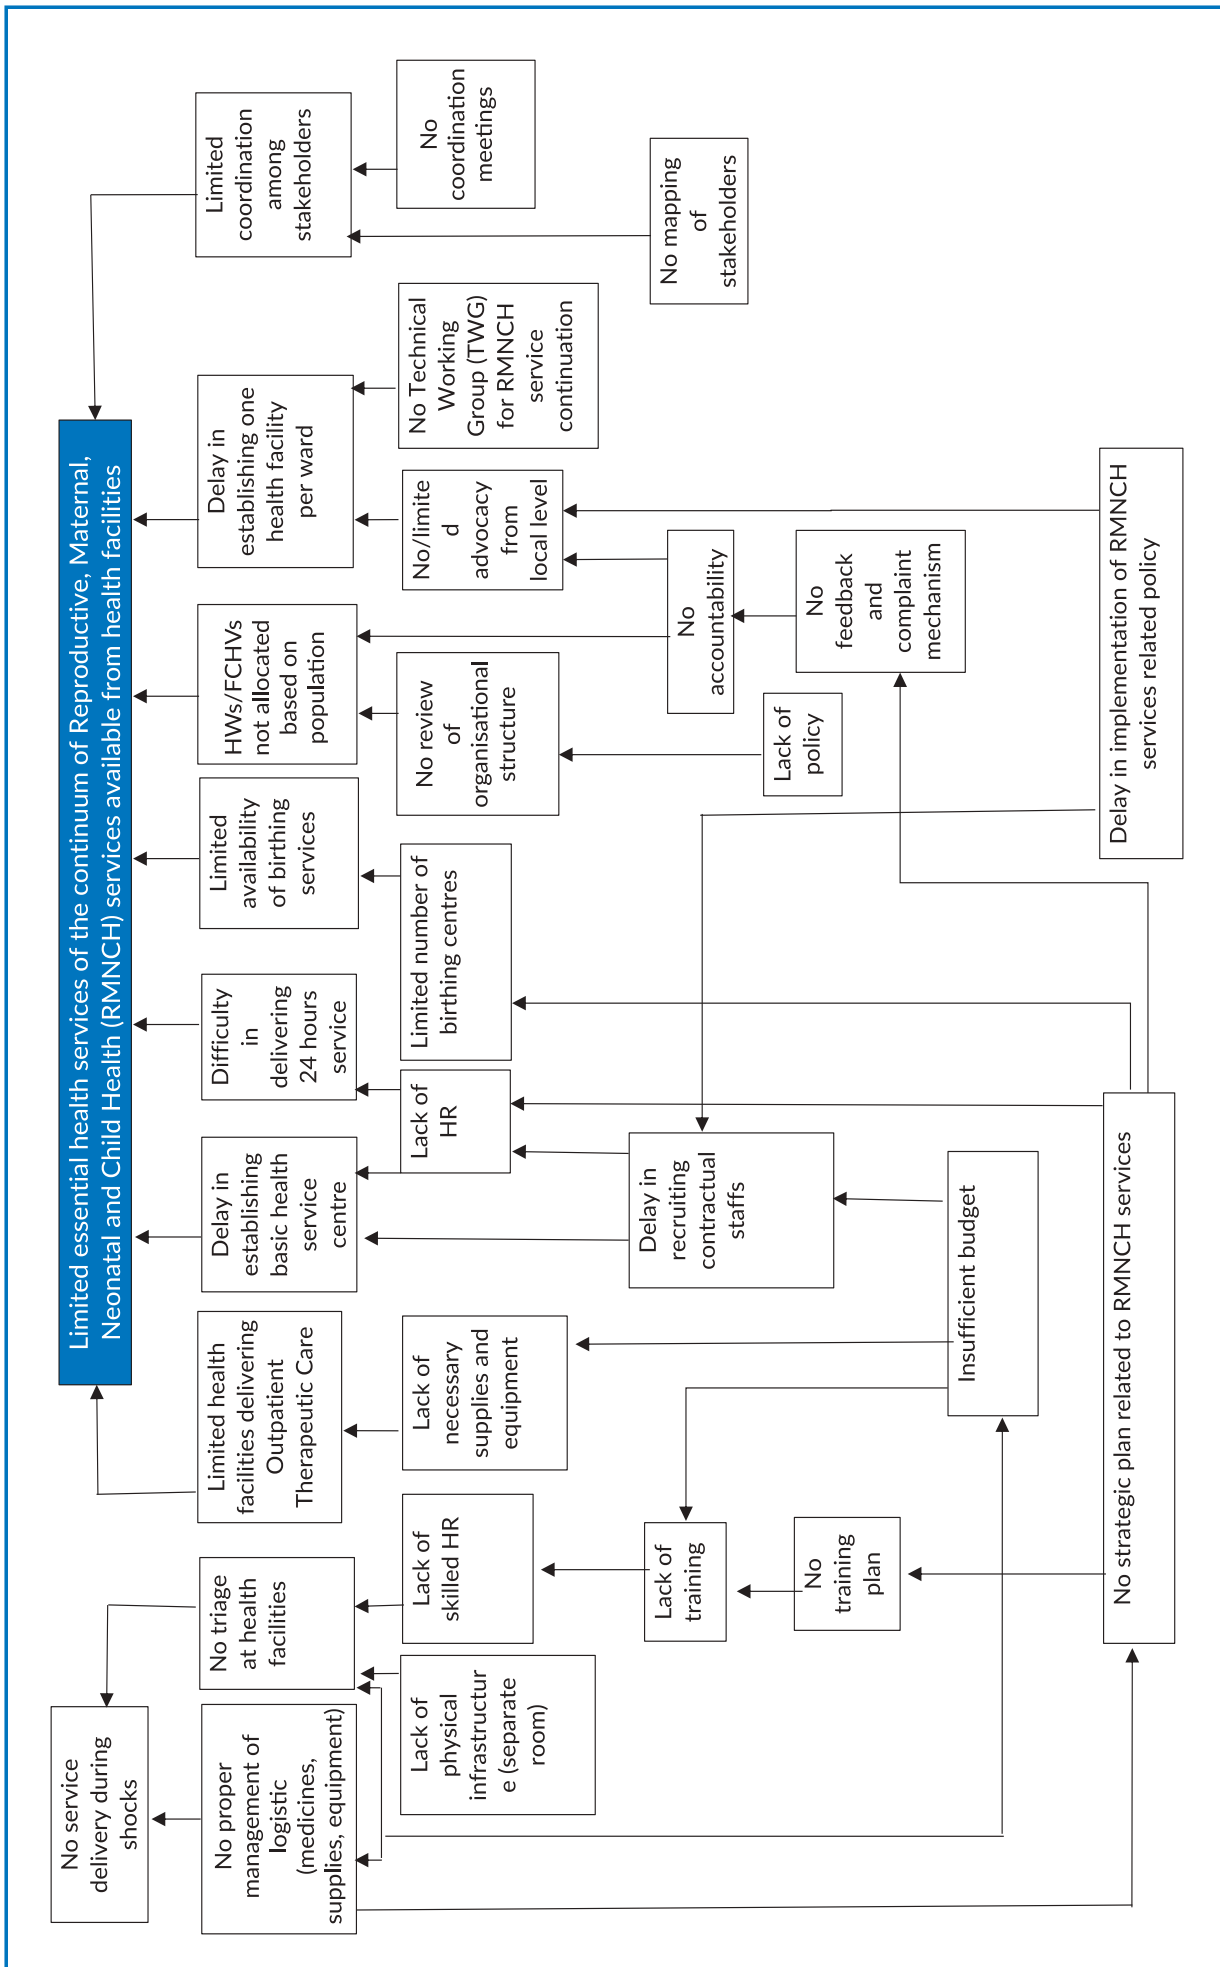 Limited essential health services of the continuum of Reproductive, Maternal,
Neonatal and Child Health (RMNCH) services available from health facilities
No service
delivery during
shocks
No proper
management of
logistic
(medicines,
supplies, equipment)
No triage
at health
facilities
Limited health
facilities delivering
Outpatient
Therapeutic Care
Delay in
establishing
basic health
service
centre
Difficulty
in
delivering
24 hours
service
Limited
availability
of birthing
services
HWs/FCHVs
not allocated
based on
population
Delay in
establishing one
health facility
per ward
Limited
coordination
among
stakeholders
Lack of
physical
infrastructur
e (separate
room)
Lack of
skilled HR
Lack of
necessary
supplies and
equipment
Lack of
HR
Limited number of
birthing centres
No review
of
organisational
structure
No/limite
d
advocacy
from
local level
No Technical
Working
Group (TWG)
for RMNCH
service
continuation
No
coordination
meetings
Lack of
training
Delay in
recruiting
contractual
staffs
No
accountability
No mapping
of
stakeholders
No
training
plan
Lack of
policy
No
feedback
and
complaint
mechanism
Insufficient budget
No strategic plan related to RMNCH services
Delay in implementation of RMNCH
services related policy